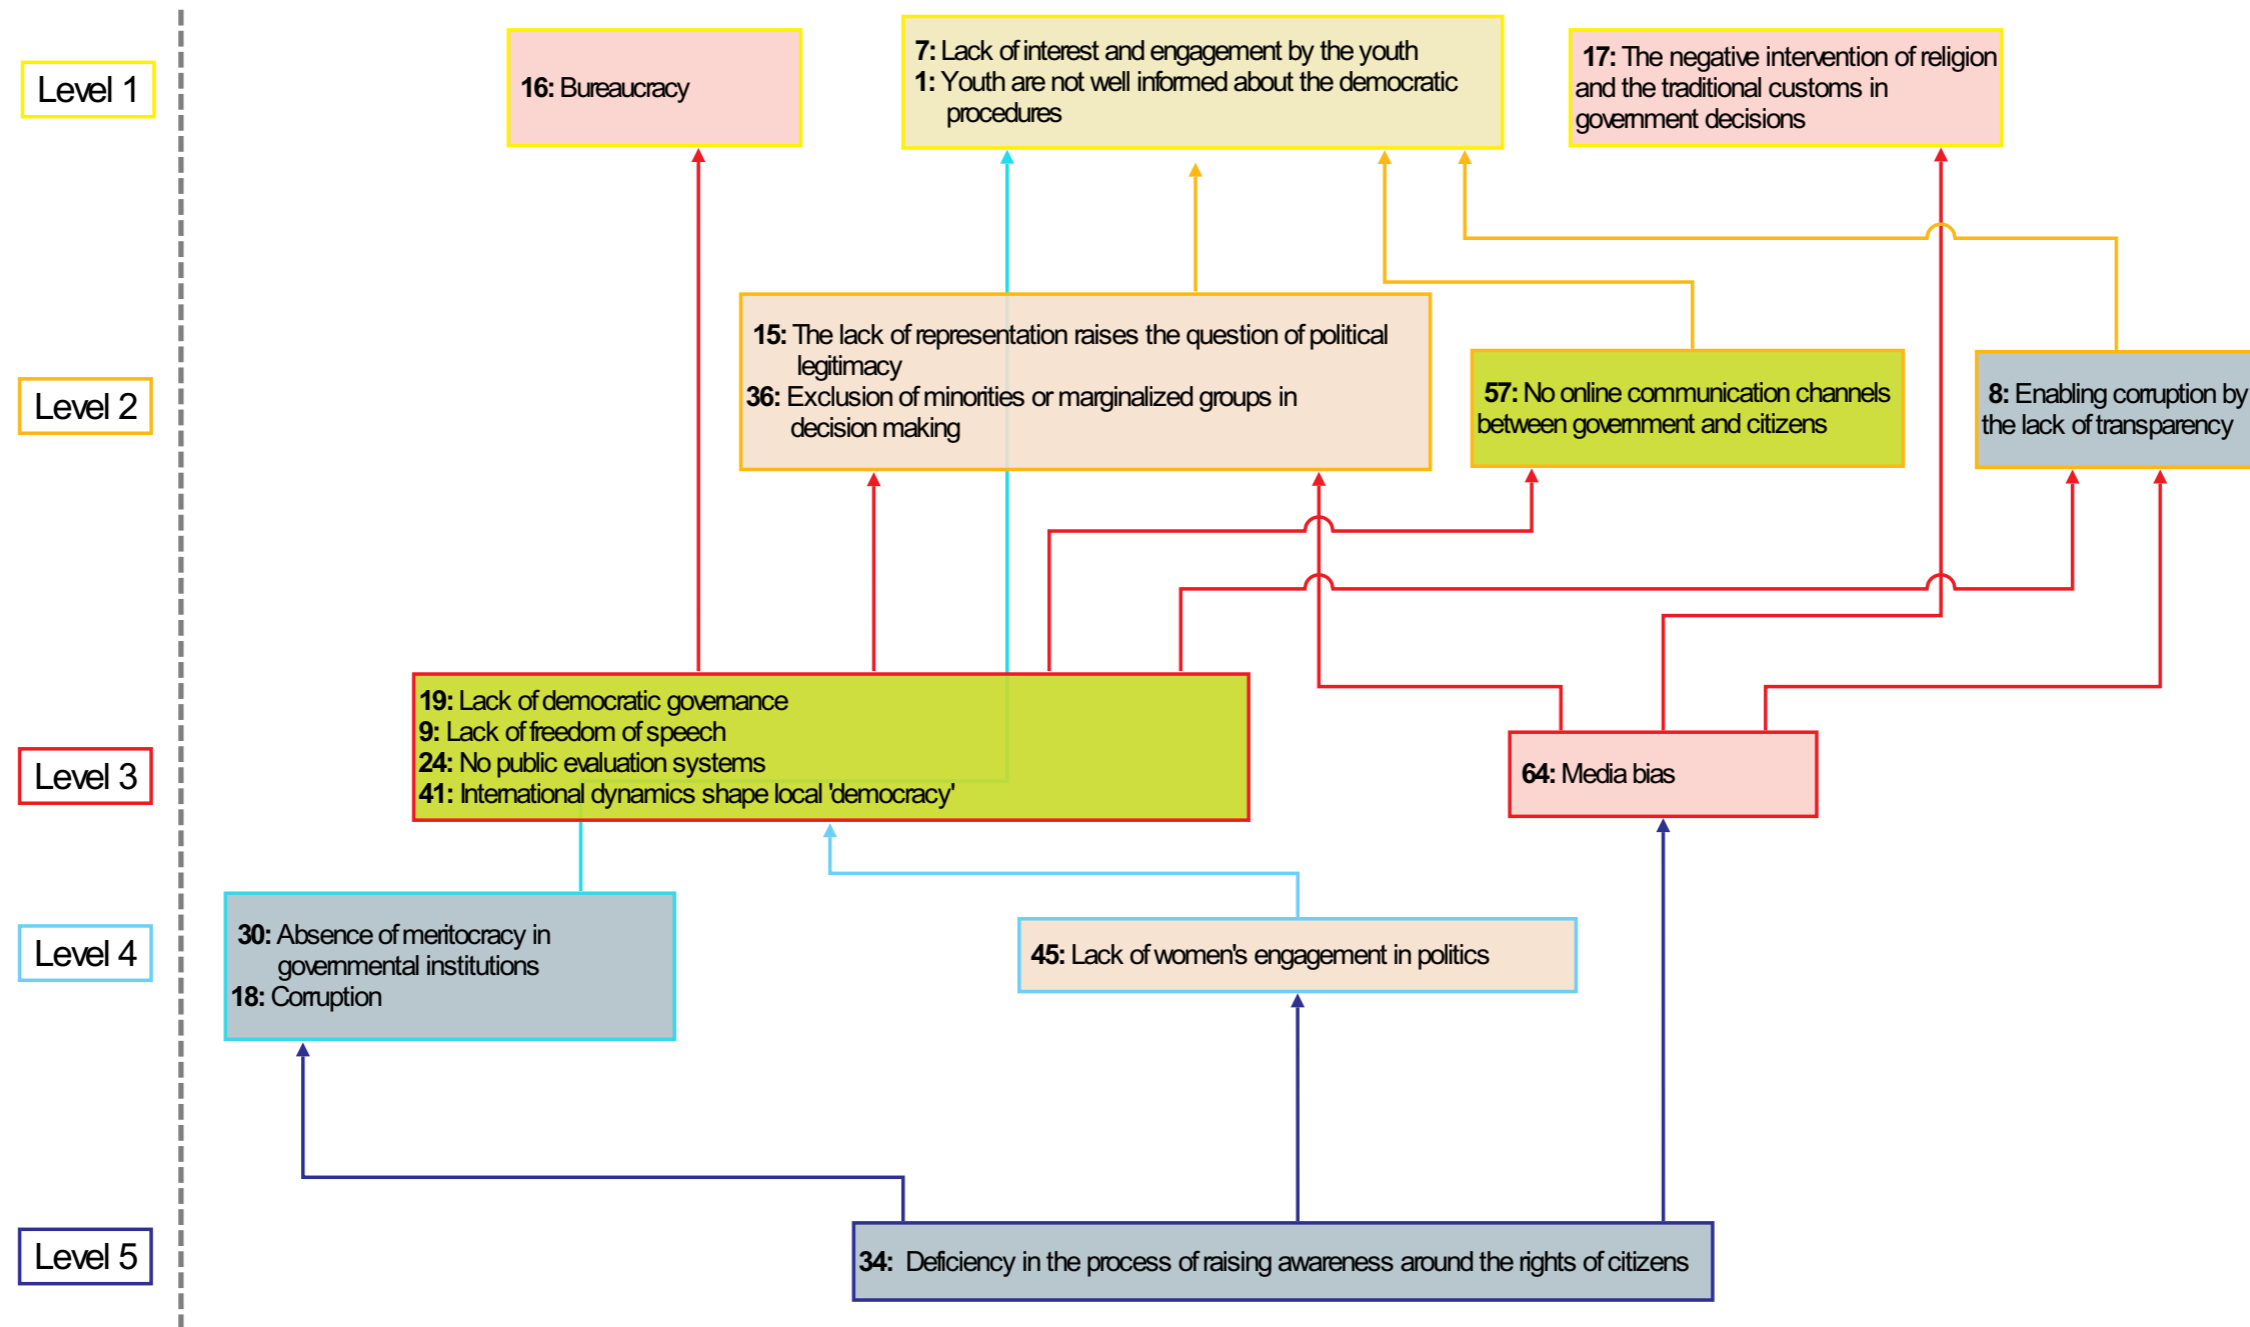 Level 1
16: Bureaucracy
7: Lack of interest and engagement by the youth
1: Youth are not well informed about the democratic
procedures
17: The negative intervention of religion
and the traditional customs in
government decisions
Level 2
15: The lack of representation raises the question of political
legitimacy
36: Exclusion of minorities or marginalized groups in
decision making
57: No online communication channels
between government and citizens
8: Enabling corruption by
the lack of transparency
Level 3
19: Lack of democratic governance
9: Lack of freedom of speech
24: No public evaluation systems
41: International dynamics shape local 'democracy'
64: Media bias
Level 4
30: Absence of meritocracy in
governmental institutions
18: Corruption
45: Lack of women's engagement in politics
Level 5
34: Deficiency in the process of raising awareness around the rights of citizens